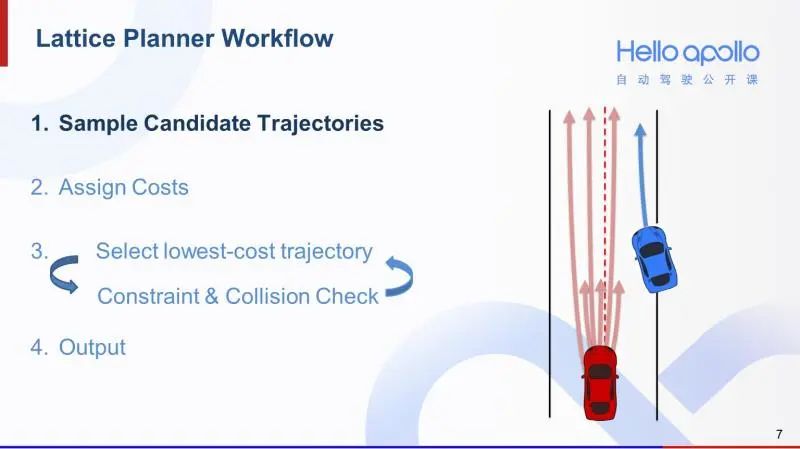 Lattice Planner Workflow
Hello apollo
自动驾驶公开课
1. Sample Candidate Trajectories
2. Assign Costs
3. Select lowest-cost trajectory
Constraint & Collision Check
4. Output
7